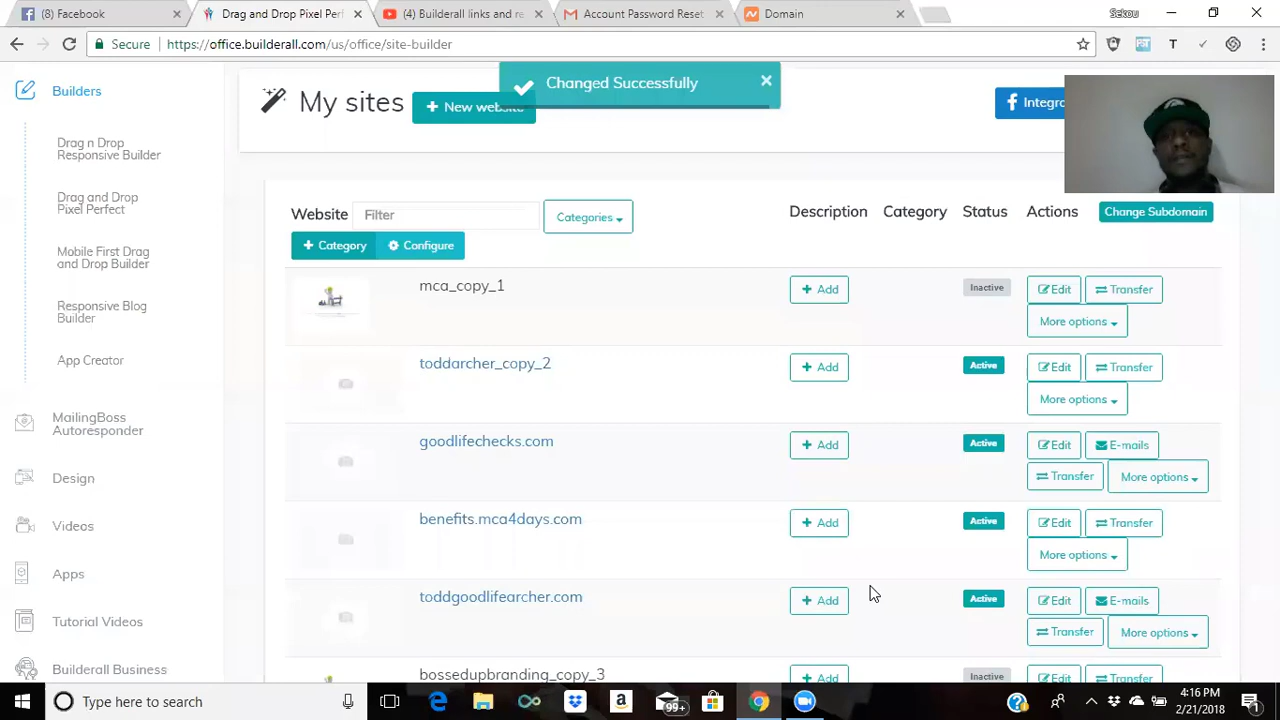 Facebook
Drag and Drop Pixel Perf
(4) Builderall links and re
Account Password Reset
Domain
Sekou
Secure
https://office.builderall.com/us/office/site-builder
Builders
Drag n Drop
Responsive Builder
Drag and Drop
Pixel Perfect
Mobile First Drag
and Drop Builder
Responsive Blog
Builder
App Creator
MailingBoss
Autoresponder
Design
Videos
Apps
Tutorial Videos
Builderall Business
My sites
+ New website
Changed Successfully
Integro
Website
Filter
Categories
Description
Category
Status
Actions
Change Subdomain
+ Category
Configure
mca_copy_1
+ Add
Inactive
Edit
Transfer
More options
toddarcher_copy_2
+ Add
Active
Edit
Transfer
More options
goodlifechecks.com
+ Add
Active
Edit
E-mails
Transfer
More options
benefits.mca4days.com
+ Add
Active
Edit
Transfer
More options
toddgoodlifearcher.com
+ Add
Active
Edit
E-mails
Transfer
More options
bossedupbranding_copy_3
+ Add
Inactive
Edit
Transfer
Type here to search
99+
4:16 PM
2/21/2018